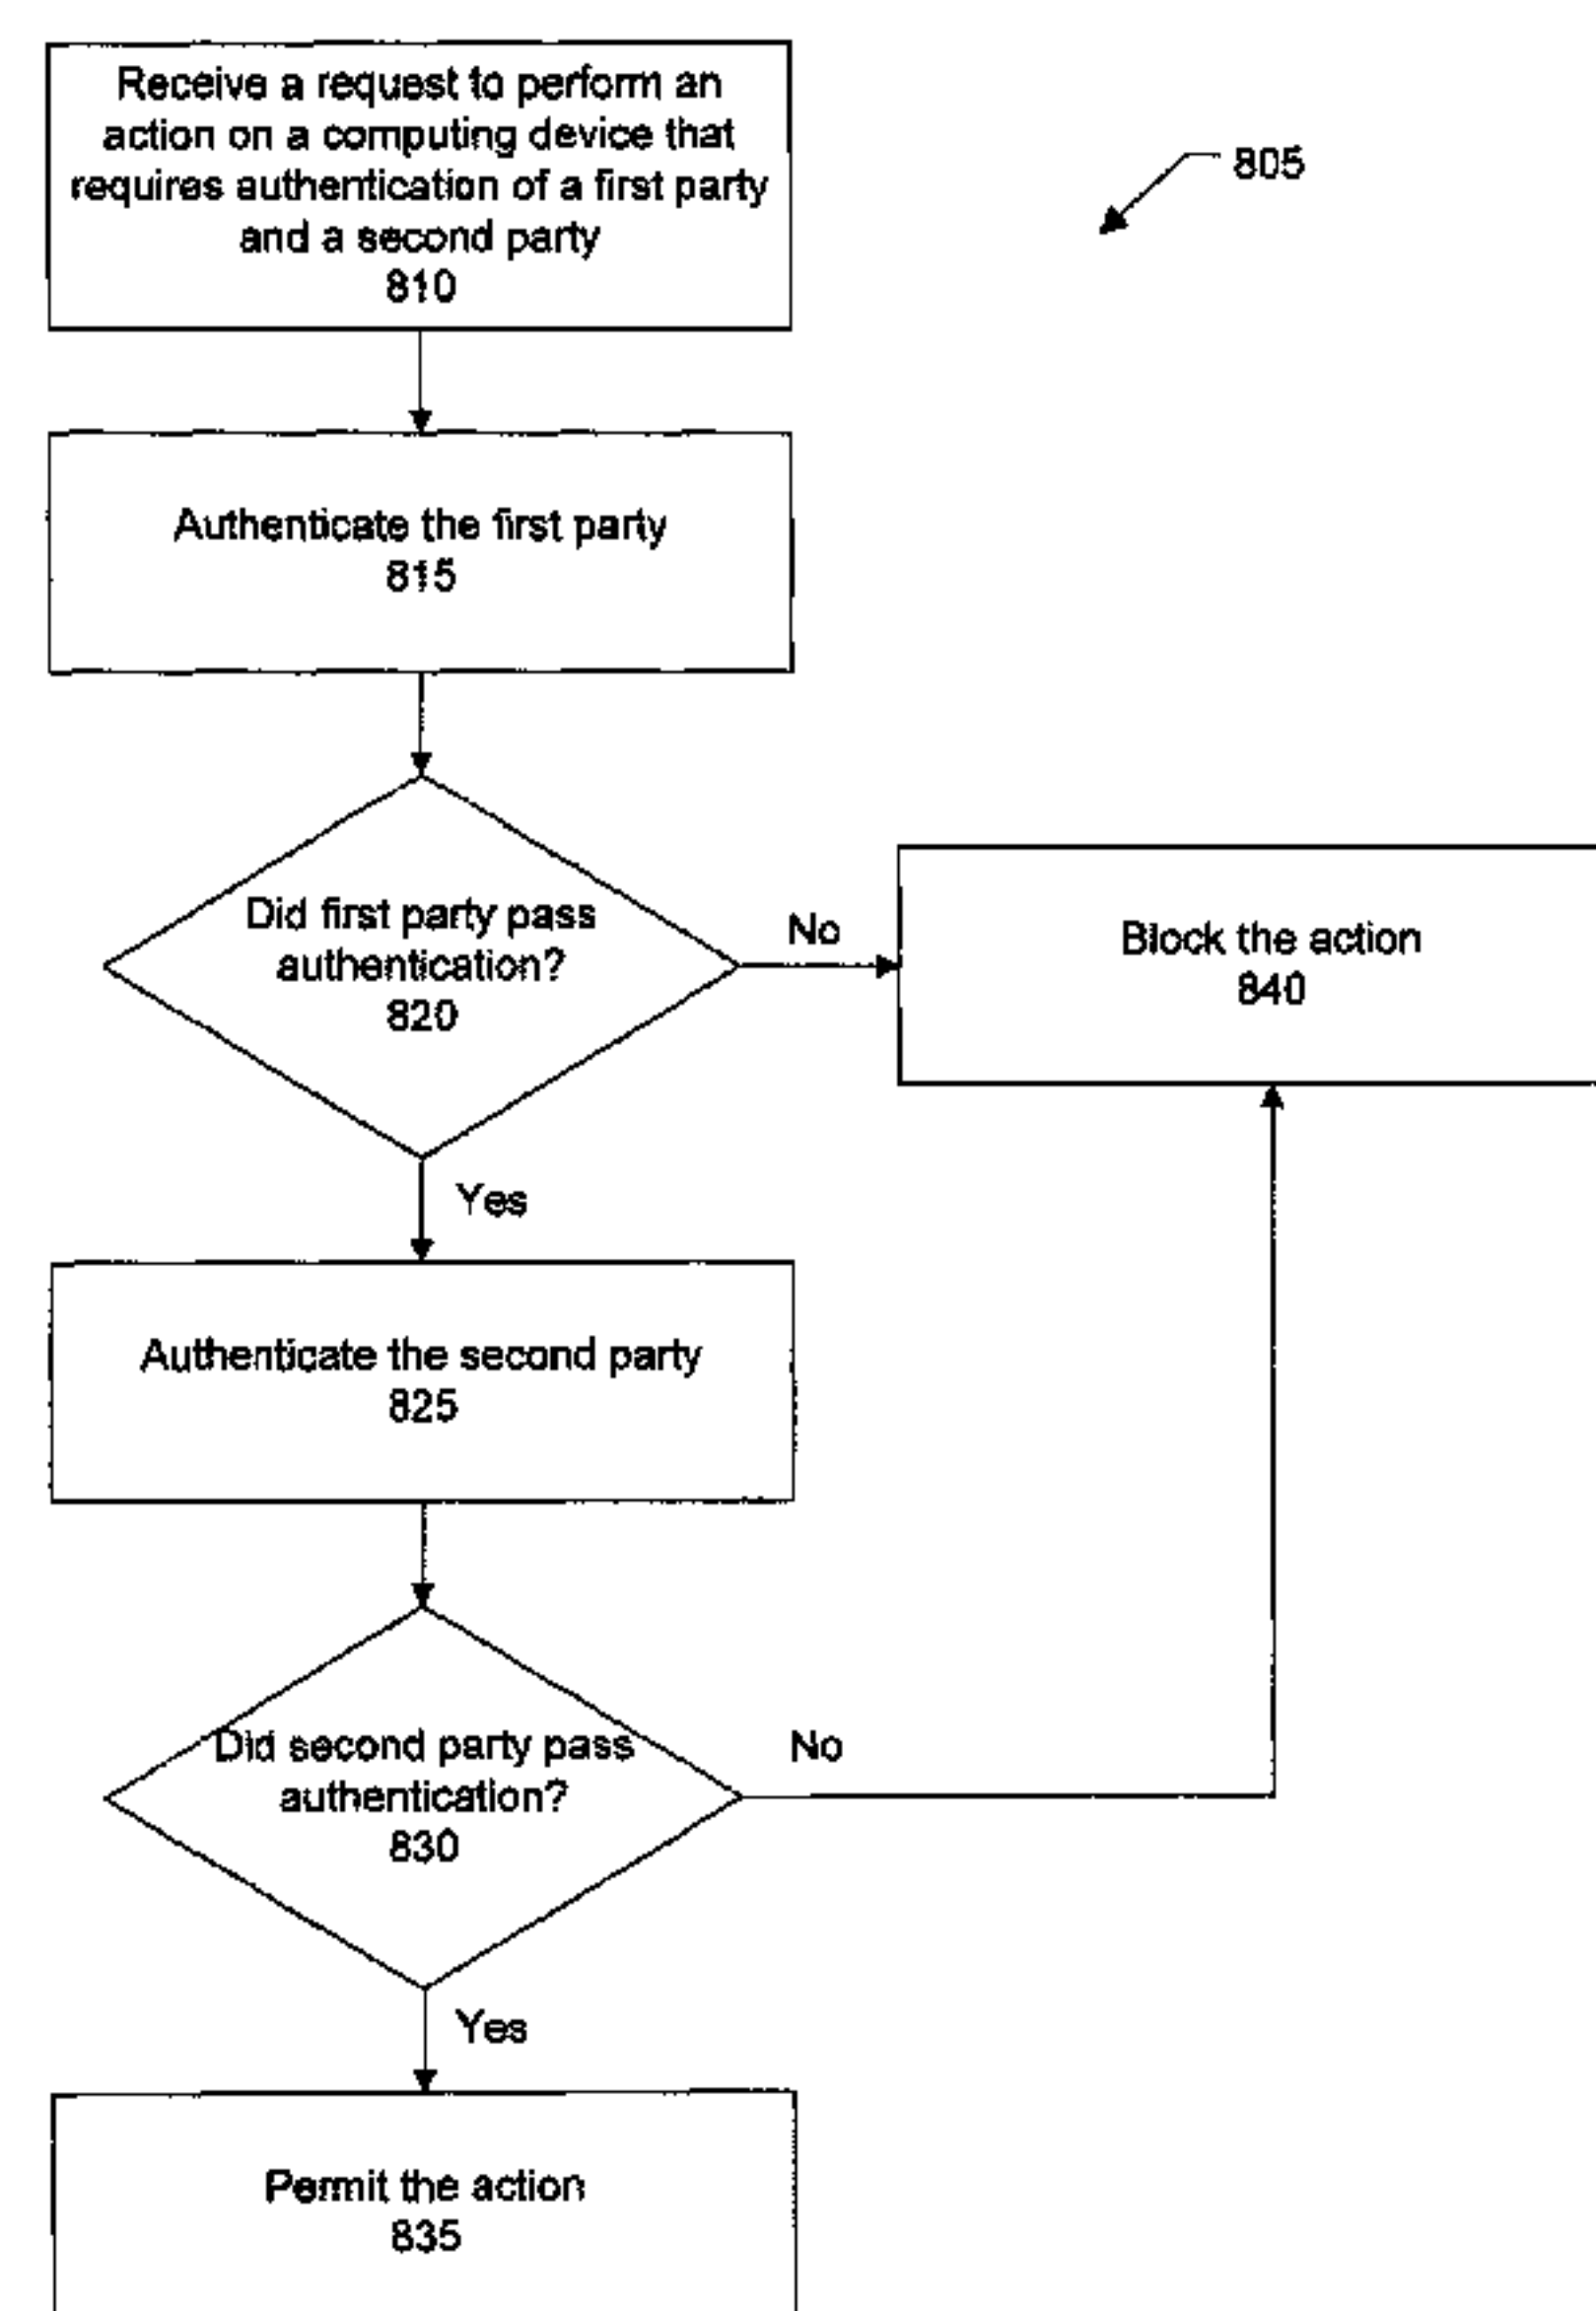 Receive a request to perform an
action on a computing device that
requires authentication of a first party
and a second party
810
805
Authenticate the first party
815
Did first party pass
authentication?
820
No
Block the action
840
Yes
Authenticate the second party
825
Did second party pass
authentication?
830
No
Yes
Permit the action
835